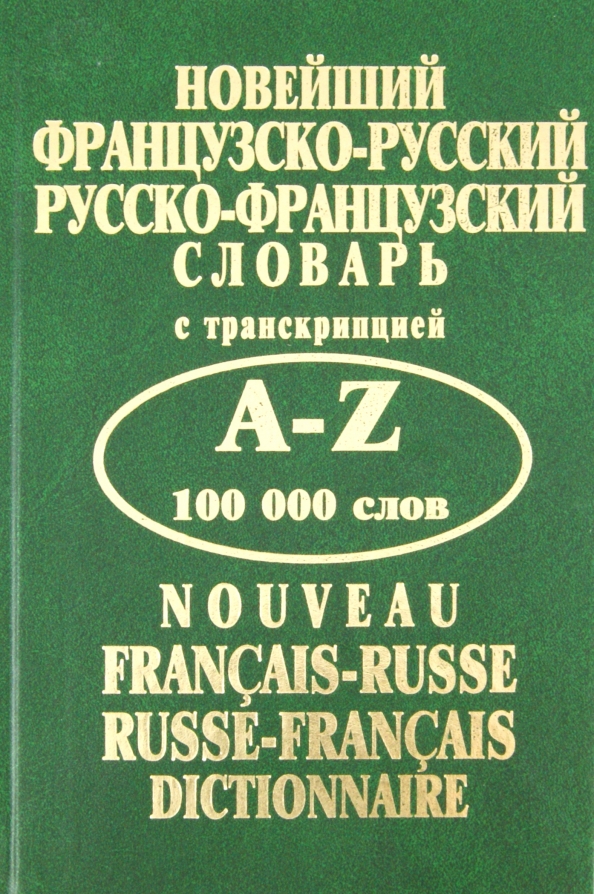 НОВЕЙШИЙ
ФРАНЦУЗСКО-РУССКИЙ
РУССКО-ФРАНЦУЗСКИЙ
СЛОВАРЬ
с транскрипцией
A-Z
100 000 слов
NOUVEAU
FRANÇAIS-RUSSE
RUSSE-FRANÇAIS
DICTIONNAIRE